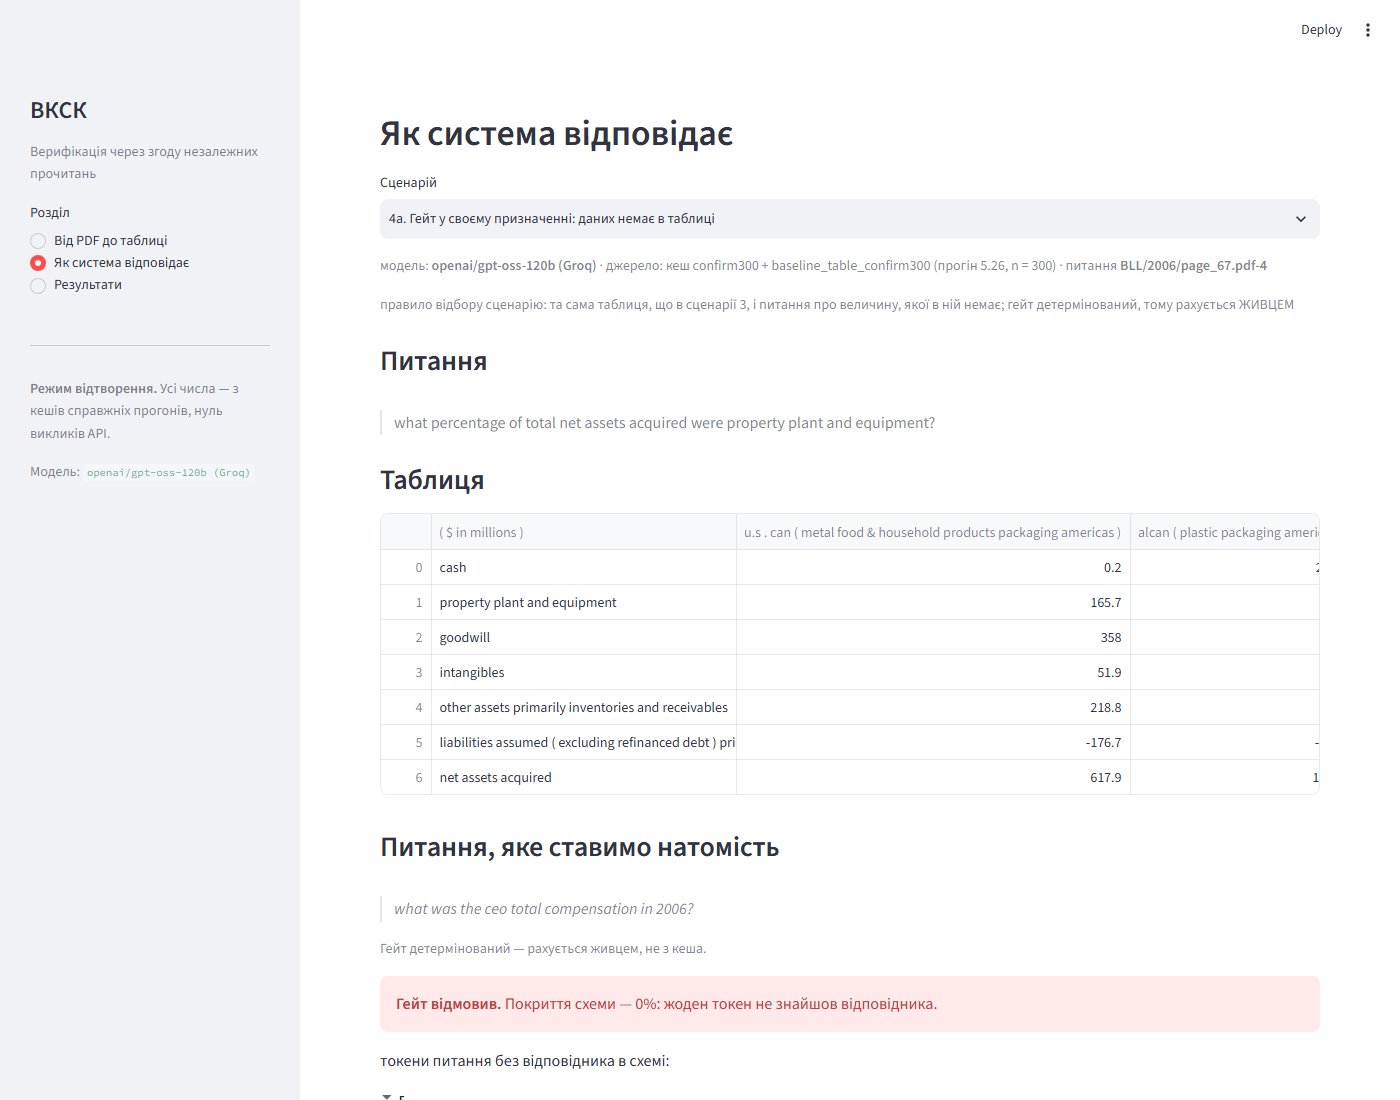 Deploy
ВКСК
Верифікація через згоду незалежних
прочитань
Розділ
Від PDF до таблиці
Як система відповідає
Результати
Режим відтворення. Усі числа — з
кешів справжніх прогонів, нуль
викликів API.
Модель: openai/gpt-oss-120b (Groq)
Як система відповідає
Сценарій
4а. Гейт у своєму призначенні: даних немає в таблиці
модель: openai/gpt-oss-120b (Groq) · джерело: кеш confirm300 + baseline_table_confirm300 (прогін 5.26, n = 300) · питання BLL/2006/page_67.pdf-4
правило відбору сценарію: та сама таблиця, що в сценарії 3, і питання про величину, якої в ній немає; гейт детермінований, тому рахується ЖИВЦЕМ
Питання
what percentage of total net assets acquired were property plant and equipment?
Таблиця
( $ in millions ) u.s . can ( metal food & household products packaging americas ) alcan ( plastic packaging ameri
0 cash 0.2 2
1 property plant and equipment 165.7
2 goodwill 358
3 intangibles 51.9
4 other assets primarily inventories and receivables 218.8
5 liabilities assumed ( excluding refinanced debt ) pri -176.7 -
6 net assets acquired 617.9 1
Питання, яке ставимо натомість
what was the ceo total compensation in 2006?
Гейт детермінований — рахується живцем, не з кеша.
Гейт відмовив. Покриття схеми — 0%: жоден токен не знайшов відповідника.
токени питання без відповідника в схемі: